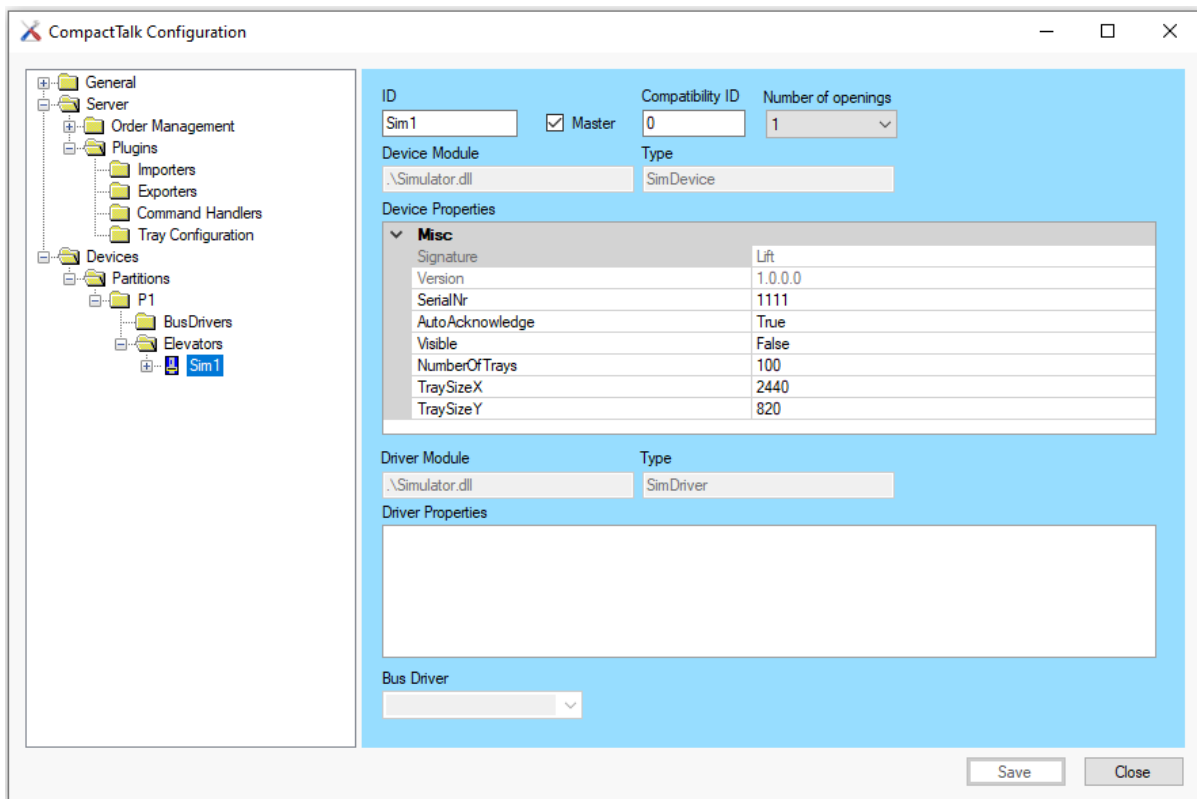 CompactTalk Configuration
General
Server
Order Management
Plugins
Importers
Exporters
Command Handlers
Tray Configuration
Devices
Partitions
P1
BusDrivers
Elevators
Sim1
ID Compatibility ID Number of openings
Sim1 Master 0 1
Device Module Type
.\Simulator.dll SimDevice
Device Properties
Misc
Signature Lift
Version 1.0.0.0
SerialNr 1111
AutoAcknowledge True
Visible False
NumberOfTrays 100
TraySizeX 2440
TraySizeY 820
Driver Module Type
.\Simulator.dll SimDriver
Driver Properties
Bus Driver
Save Close